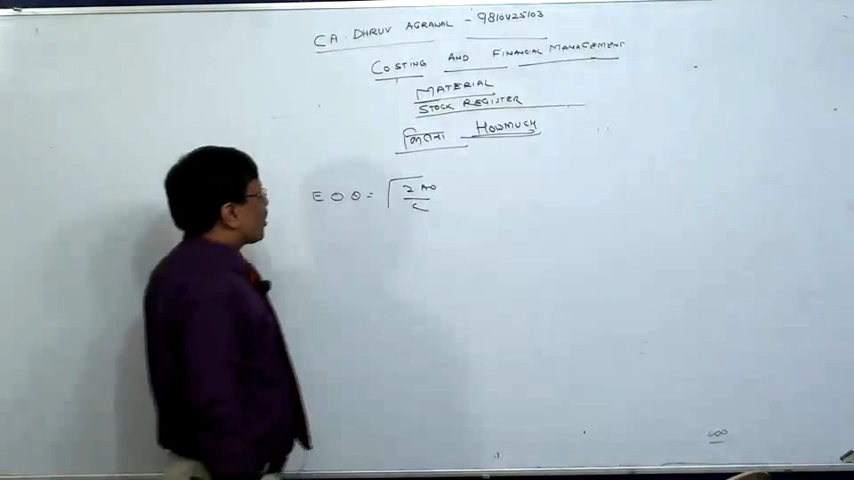 CA. DHRUV AGRAWAL - 9810425103
COSTING AND FINANCIAL MANAGEMENT
MATERIAL
STOCK REGISTER
कितना HOWMUCH
EOQ = √2AO/C